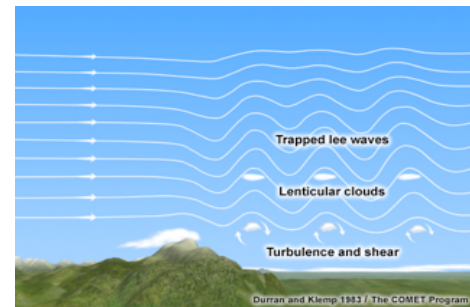 Trapped lee waves
Lenticular clouds
Turbulence and shear
Durran and Klemp 1983 / The COMET Program